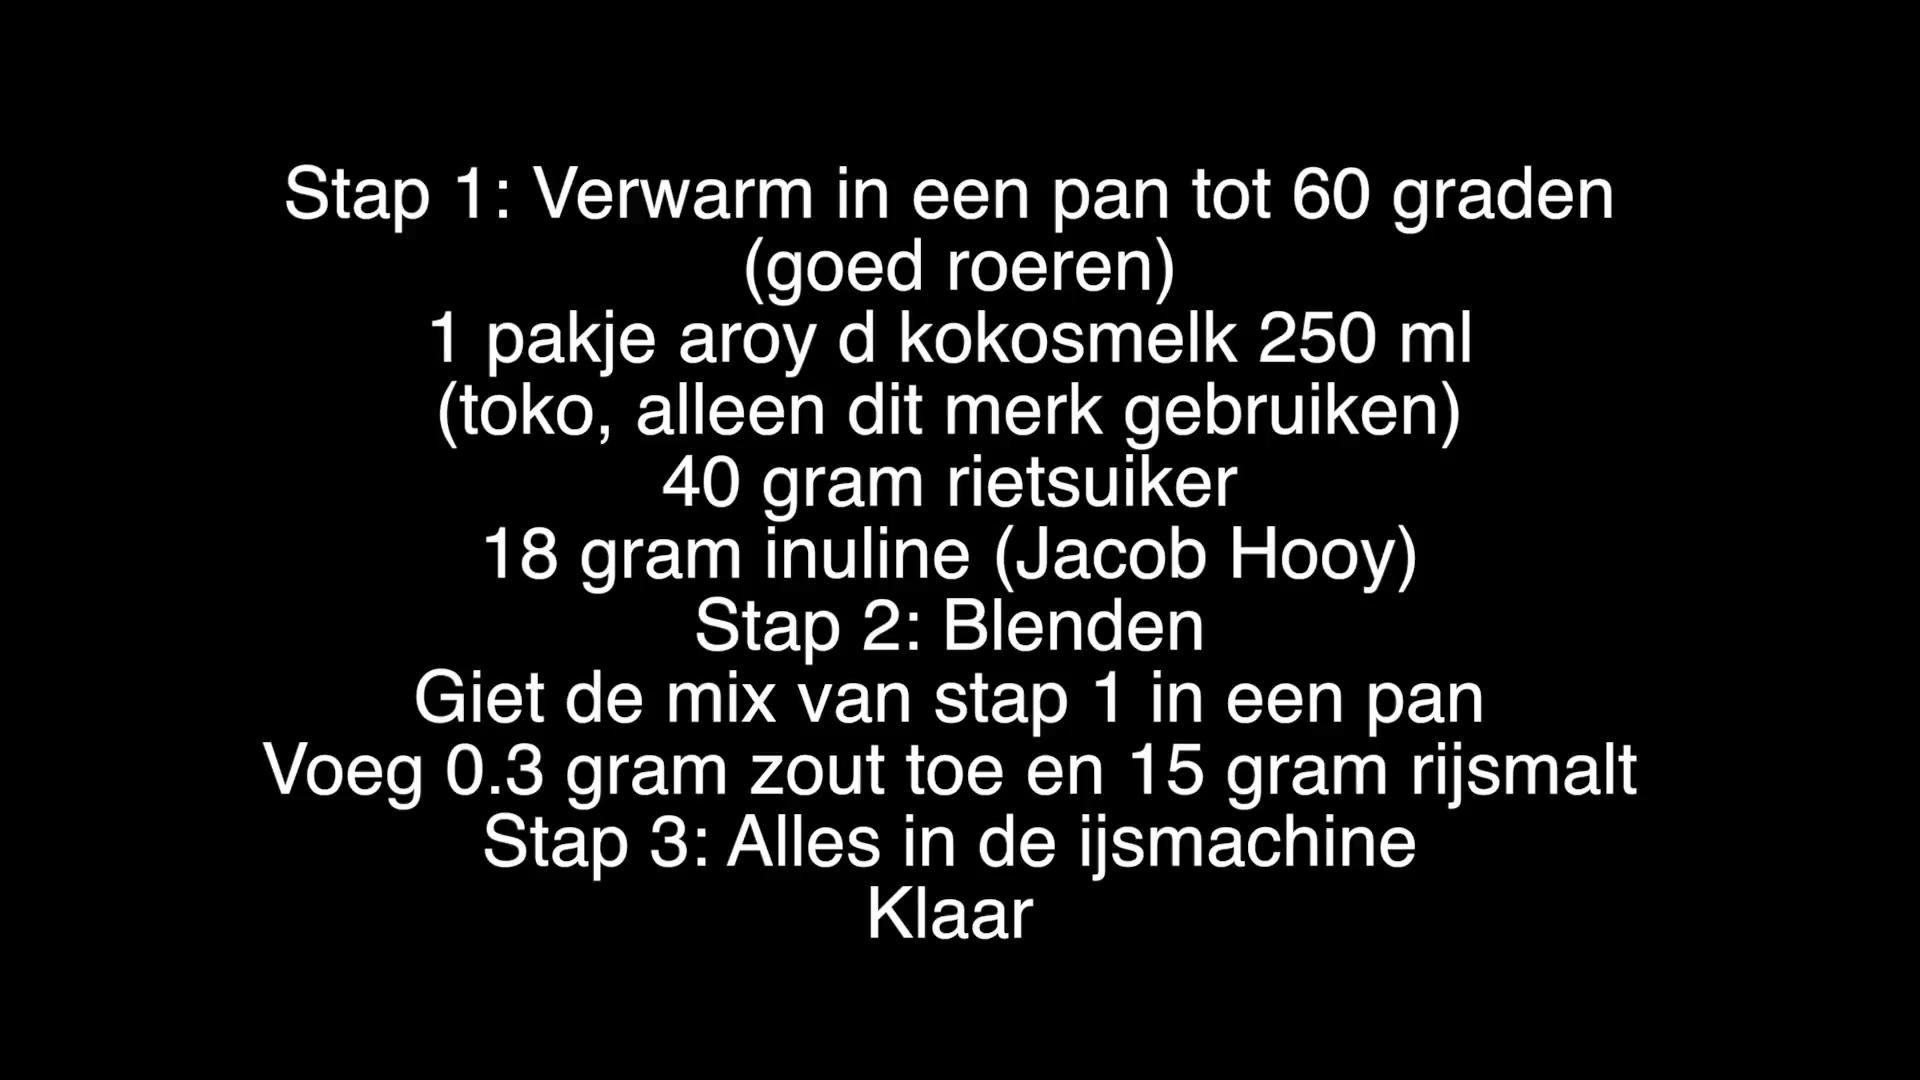 Stap 1: Verwarm in een pan tot 60 graden
(goed roeren)
1 pakje aroy d kokosmelk 250 ml
(toko, alleen dit merk gebruiken)
40 gram rietsuiker
18 gram inuline (Jacob Hooy)
Stap 2: Blenden
Giet de mix van stap 1 in een pan
Voeg 0.3 gram zout toe en 15 gram rijsmalt
Stap 3: Alles in de ijsmachine
Klaar